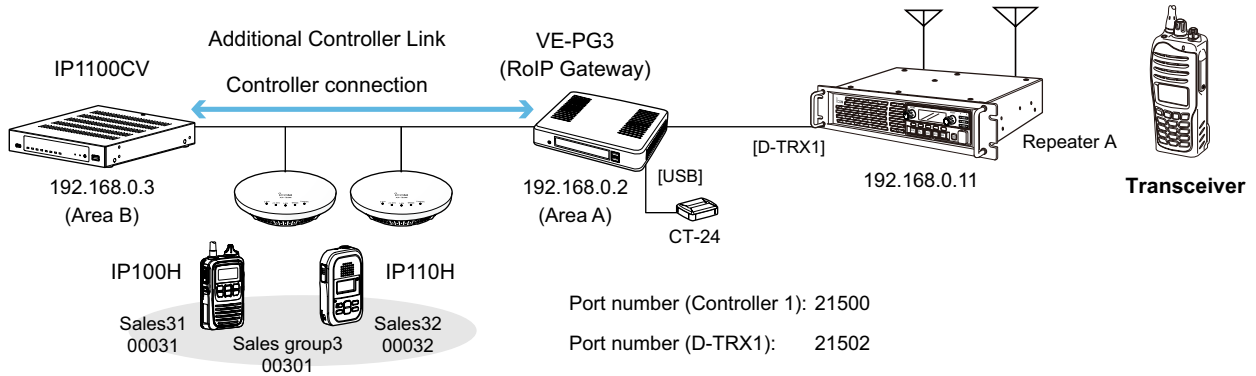 Additional Controller Link
VE-PG3
(RoIP Gateway)
IP1100CV
Controller connection
[D-TRX1]
Repeater A
192.168.0.3
(Area B)
192.168.0.2
(Area A)
[USB]
192.168.0.11
Transceiver
CT-24
IP100H
IP110H
Sales31
00031
Sales group3
00301
Sales32
00032
Port number (Controller 1): 21500
Port number (D-TRX1): 21502